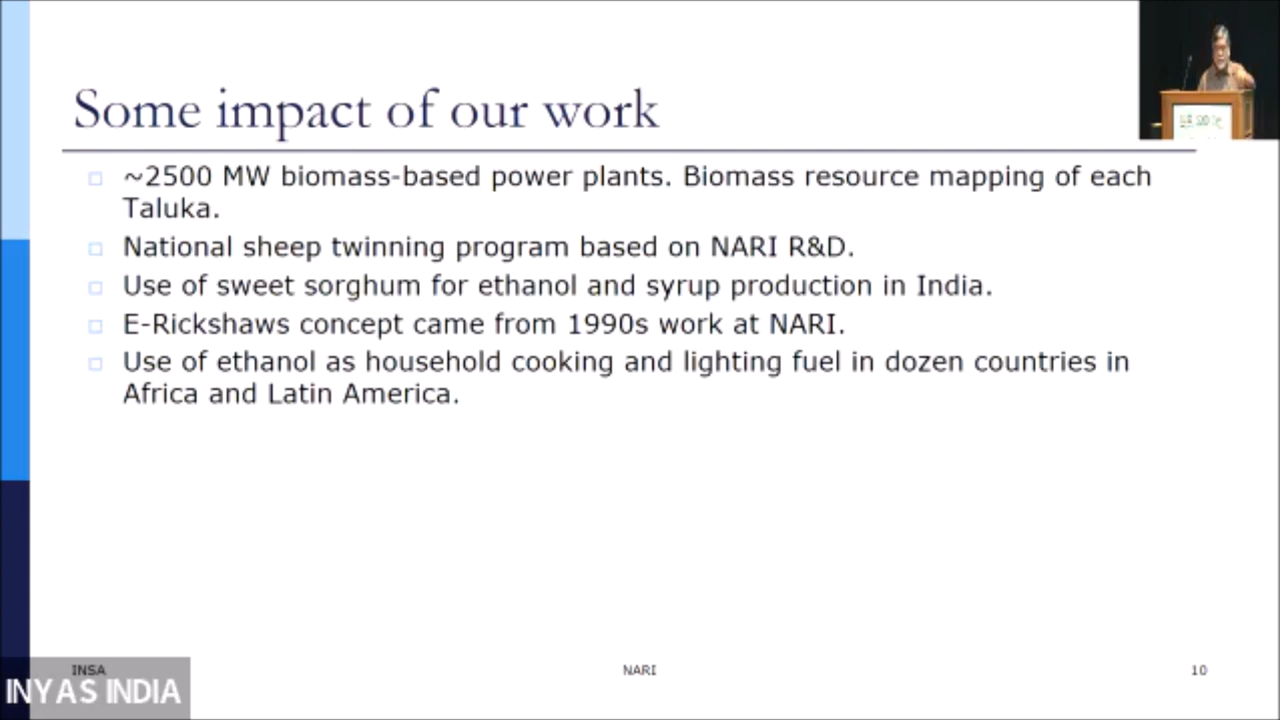 Some impact of our work
~2500 MW biomass-based power plants. Biomass resource mapping of each
Taluka.
National sheep twinning program based on NARI R&D.
Use of sweet sorghum for ethanol and syrup production in India.
E-Rickshaws concept came from 1990s work at NARI.
Use of ethanol as household cooking and lighting fuel in dozen countries in
Africa and Latin America.
INSA
NARI
10
INYAS INDIA